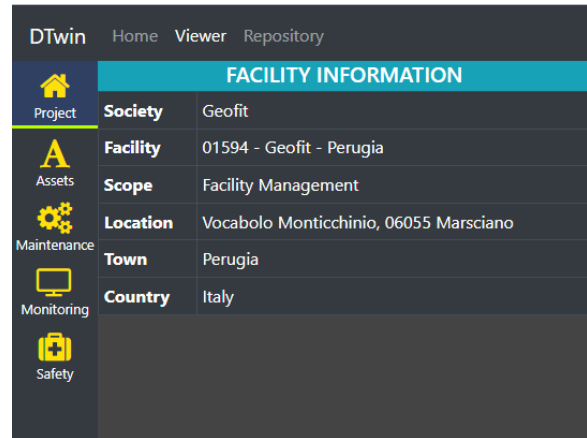 DTwin Home Viewer Repository
FACILITY INFORMATION
Project
Assets
Maintenance
Monitoring
Safety
Society Geofit
Facility 01594 - Geofit - Perugia
Scope Facility Management
Location Vocabolo Monticchinio, 06055 Marsciano
Town Perugia
Country Italy